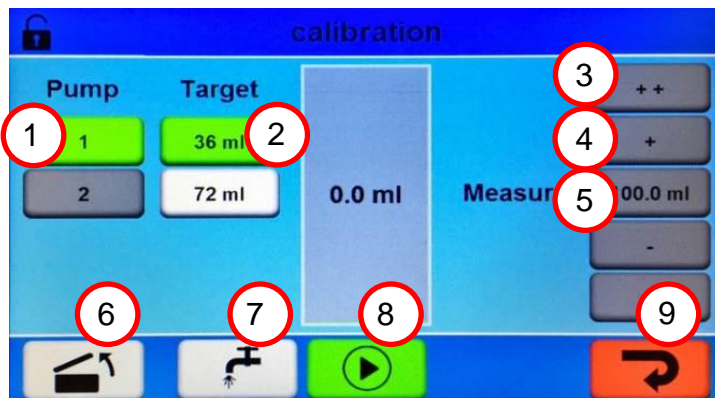 calibration
Pump Target
3
++
1
1
36 ml
2
4
+
2
72 ml
0.0 ml
Measur
5
100.0 ml
-
6
7
8
9